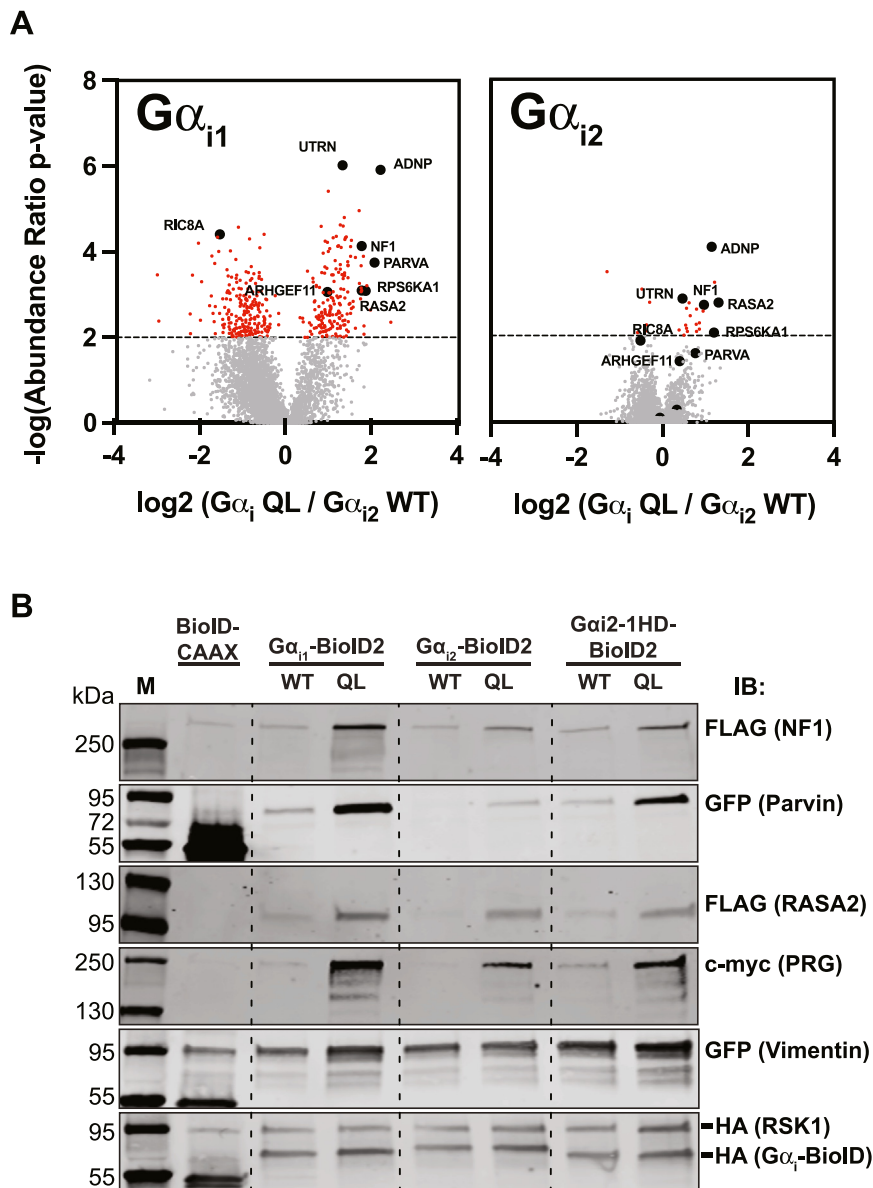 A
-log(Abundance Ratio p-value)
8
6
4
2
0
Gαi1
UTRN
ADNP
RIC8A
NF1
PARVA
ARHGEF11
RPS6KA1
RASA2
-4
-2
0
2
4
log2 (Gαi QL / Gαi2 WT)
Gαi2
ADNP
UTRN
NF1
RASA2
RIC8A
RPS6KA1
ARHGEF11
PARVA
-4
-2
0
2
4
log2 (Gαi QL / Gαi2 WT)
B
BioID-
CAAX
Gαi1-BioID2
Gαi2-BioID2
Gαi2-1HD-
BioID2
kDa
M
WT QL
WT QL
WT QL
IB:
250
FLAG (NF1)
95
72
55
GFP (Parvin)
130
95
FLAG (RASA2)
250
130
c-myc (PRG)
95
55
GFP (Vimentin)
95
55
HA (RSK1)
HA (Gαi-BioID)